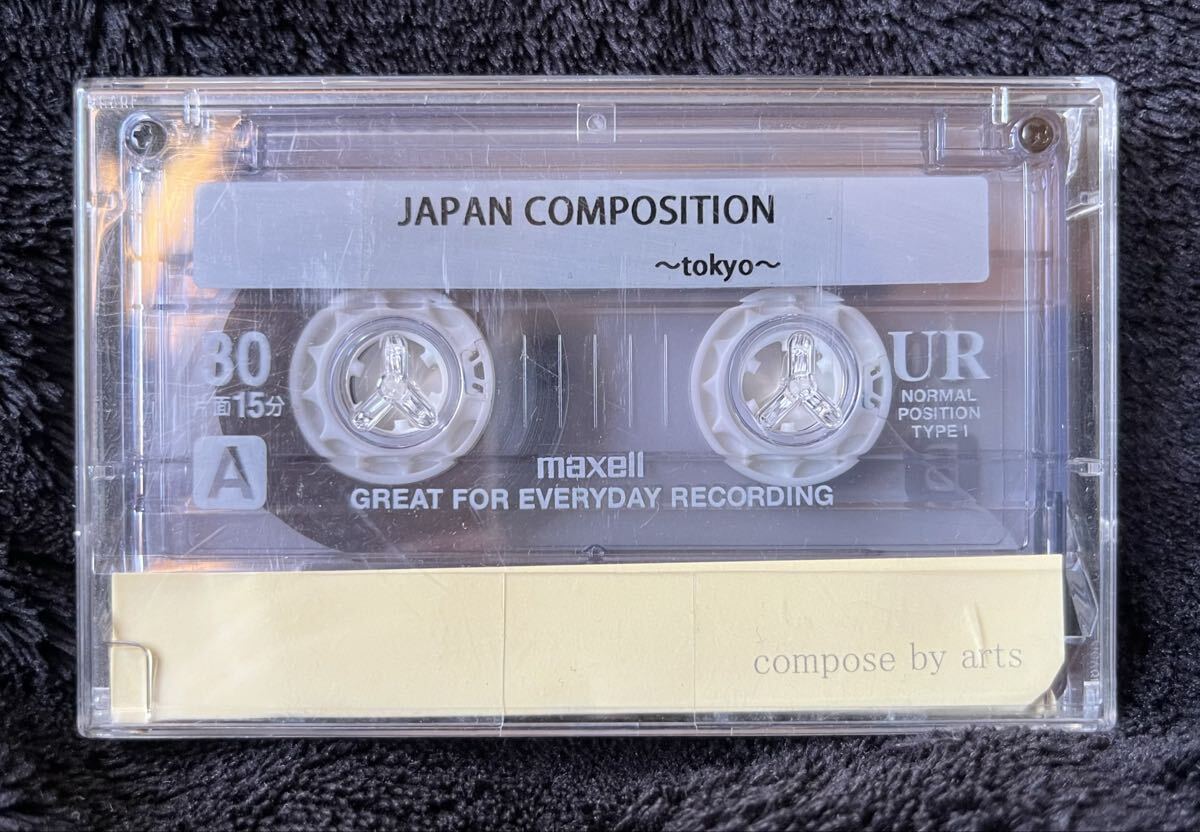 JAPAN COMPOSITION
～tokyo～
30
片面15分
A
UR
NORMAL
POSITION
TYPE I
maxell
GREAT FOR EVERYDAY RECORDING
compose by arts